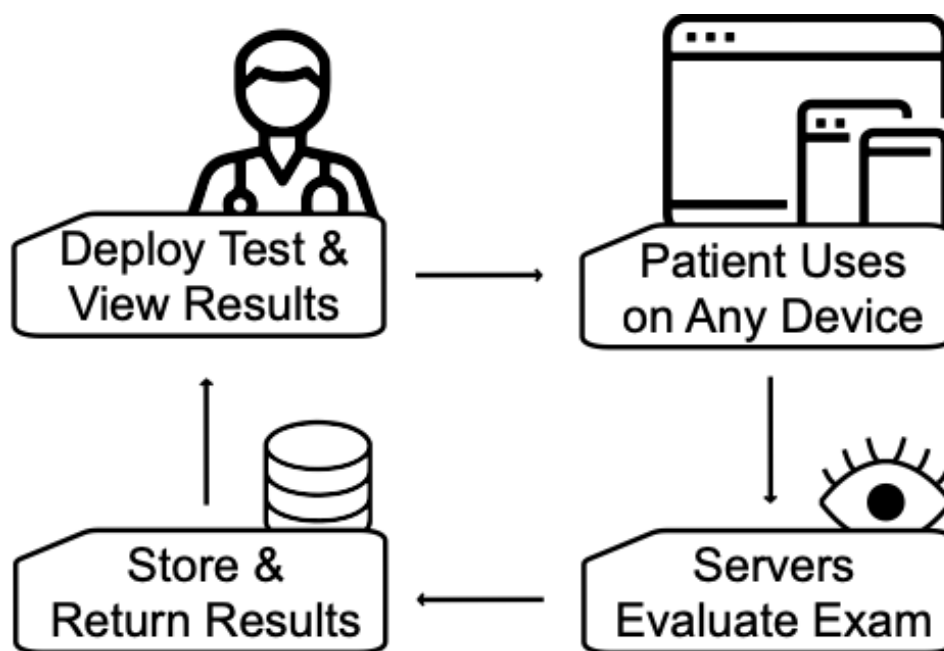 Deploy Test &
View Results
Patient Uses
on Any Device
Store &
Return Results
Servers
Evaluate Exam